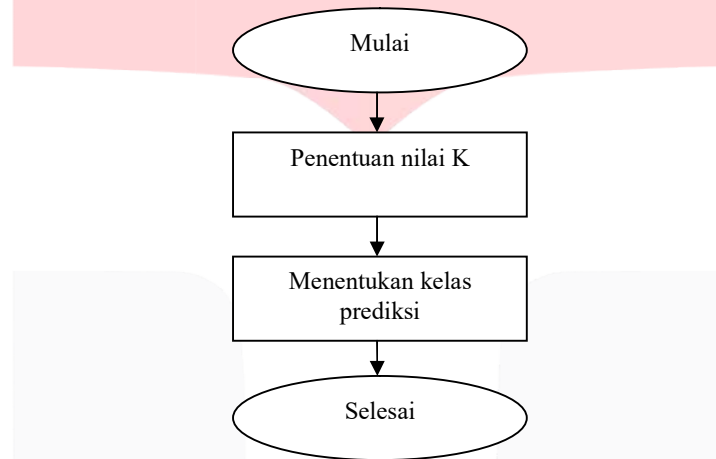 Mulai
Penentuan nilai K
Menentukan kelas
prediksi
Selesai